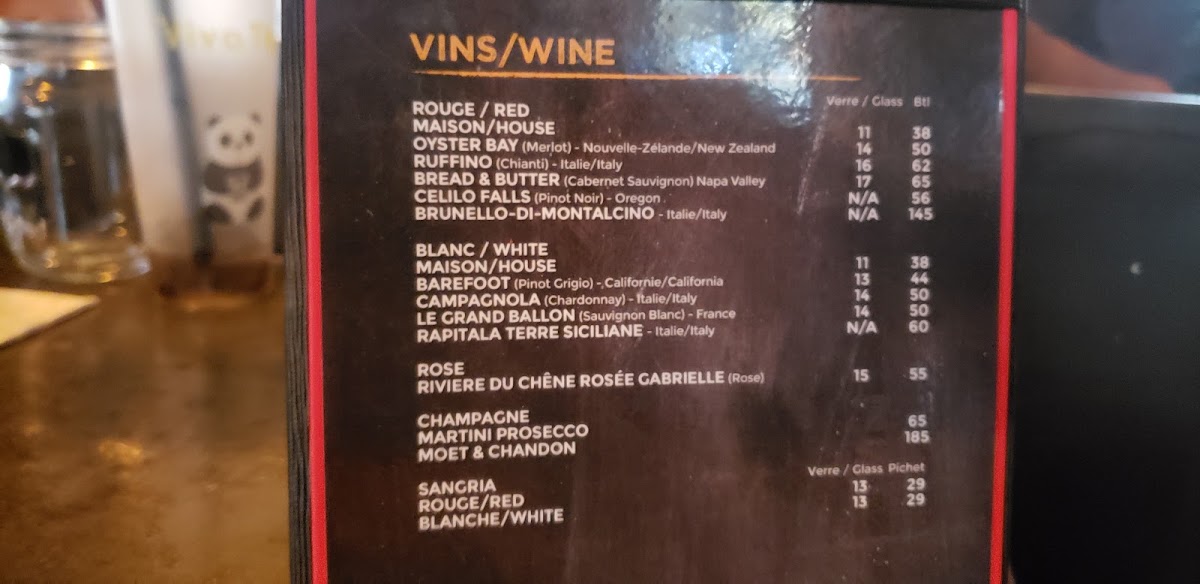 VINS/WINE
Verre / Glass Btl
ROUGE / RED
MAISON/HOUSE 11 38
OYSTER BAY (Merlot) - Nouvelle-Zélande/New Zealand 14 50
RUFFINO (Chianti) - Italie/Italy 16 62
BREAD & BUTTER (Cabernet Sauvignon) Napa Valley 17 65
CELILO FALLS (Pinot Noir) - Oregon N/A 56
BRUNELLO-DI-MONTALCINO - Italie/Italy N/A 145
BLANC / WHITE
MAISON/HOUSE 11 38
BAREFOOT (Pinot Grigio) - Californie/California 13 44
CAMPAGNOLA (Chardonnay) - Italie/Italy 14 50
LE GRAND BALLON (Sauvignon Blanc) - France 14 50
RAPITALA TERRE SICILIANE - Italie/Italy N/A 60
ROSE
RIVIERE DU CHÊNE ROSÉE GABRIELLE (Rose) 15 55
CHAMPAGNE
MARTINI PROSECCO 65
MOET & CHANDON 185
Verre / Glass Pichet
SANGRIA
ROUGE/RED 13 29
BLANCHE/WHITE 13 29